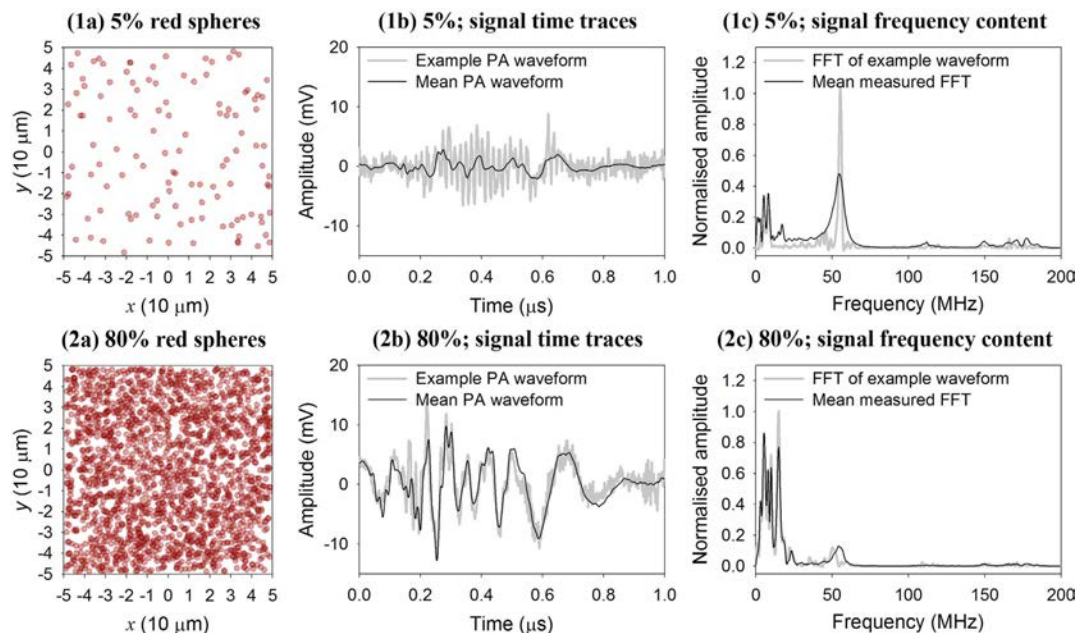 (1a) 5% red spheres
5
4
3
2
1
0
-1
-2
-3
-4
-5
y (10 μm)
-5 -4 -3 -2 -1 0 1 2 3 4 5
x (10 μm)
(1b) 5%; signal time traces
Example PA waveform
Mean PA waveform
20
10
0
-10
Amplitude (mV)
0.0 0.2 0.4 0.6 0.8 1.0
Time (μs)
(1c) 5%; signal frequency content
FFT of example waveform
Mean measured FFT
1.2
1.0
0.8
0.6
0.4
0.2
0.0
Normalised amplitude
0 50 100 150 200
Frequency (MHz)
(2a) 80% red spheres
5
4
3
2
1
0
-1
-2
-3
-4
-5
y (10 μm)
-5 -4 -3 -2 -1 0 1 2 3 4 5
x (10 μm)
(2b) 80%; signal time traces
Example PA waveform
Mean PA waveform
20
10
0
-10
Amplitude (mV)
0.0 0.2 0.4 0.6 0.8 1.0
Time (μs)
(2c) 80%; signal frequency content
FFT of example waveform
Mean measured FFT
1.2
1.0
0.8
0.6
0.4
0.2
0.0
Normalised amplitude
0 50 100 150 200
Frequency (MHz)